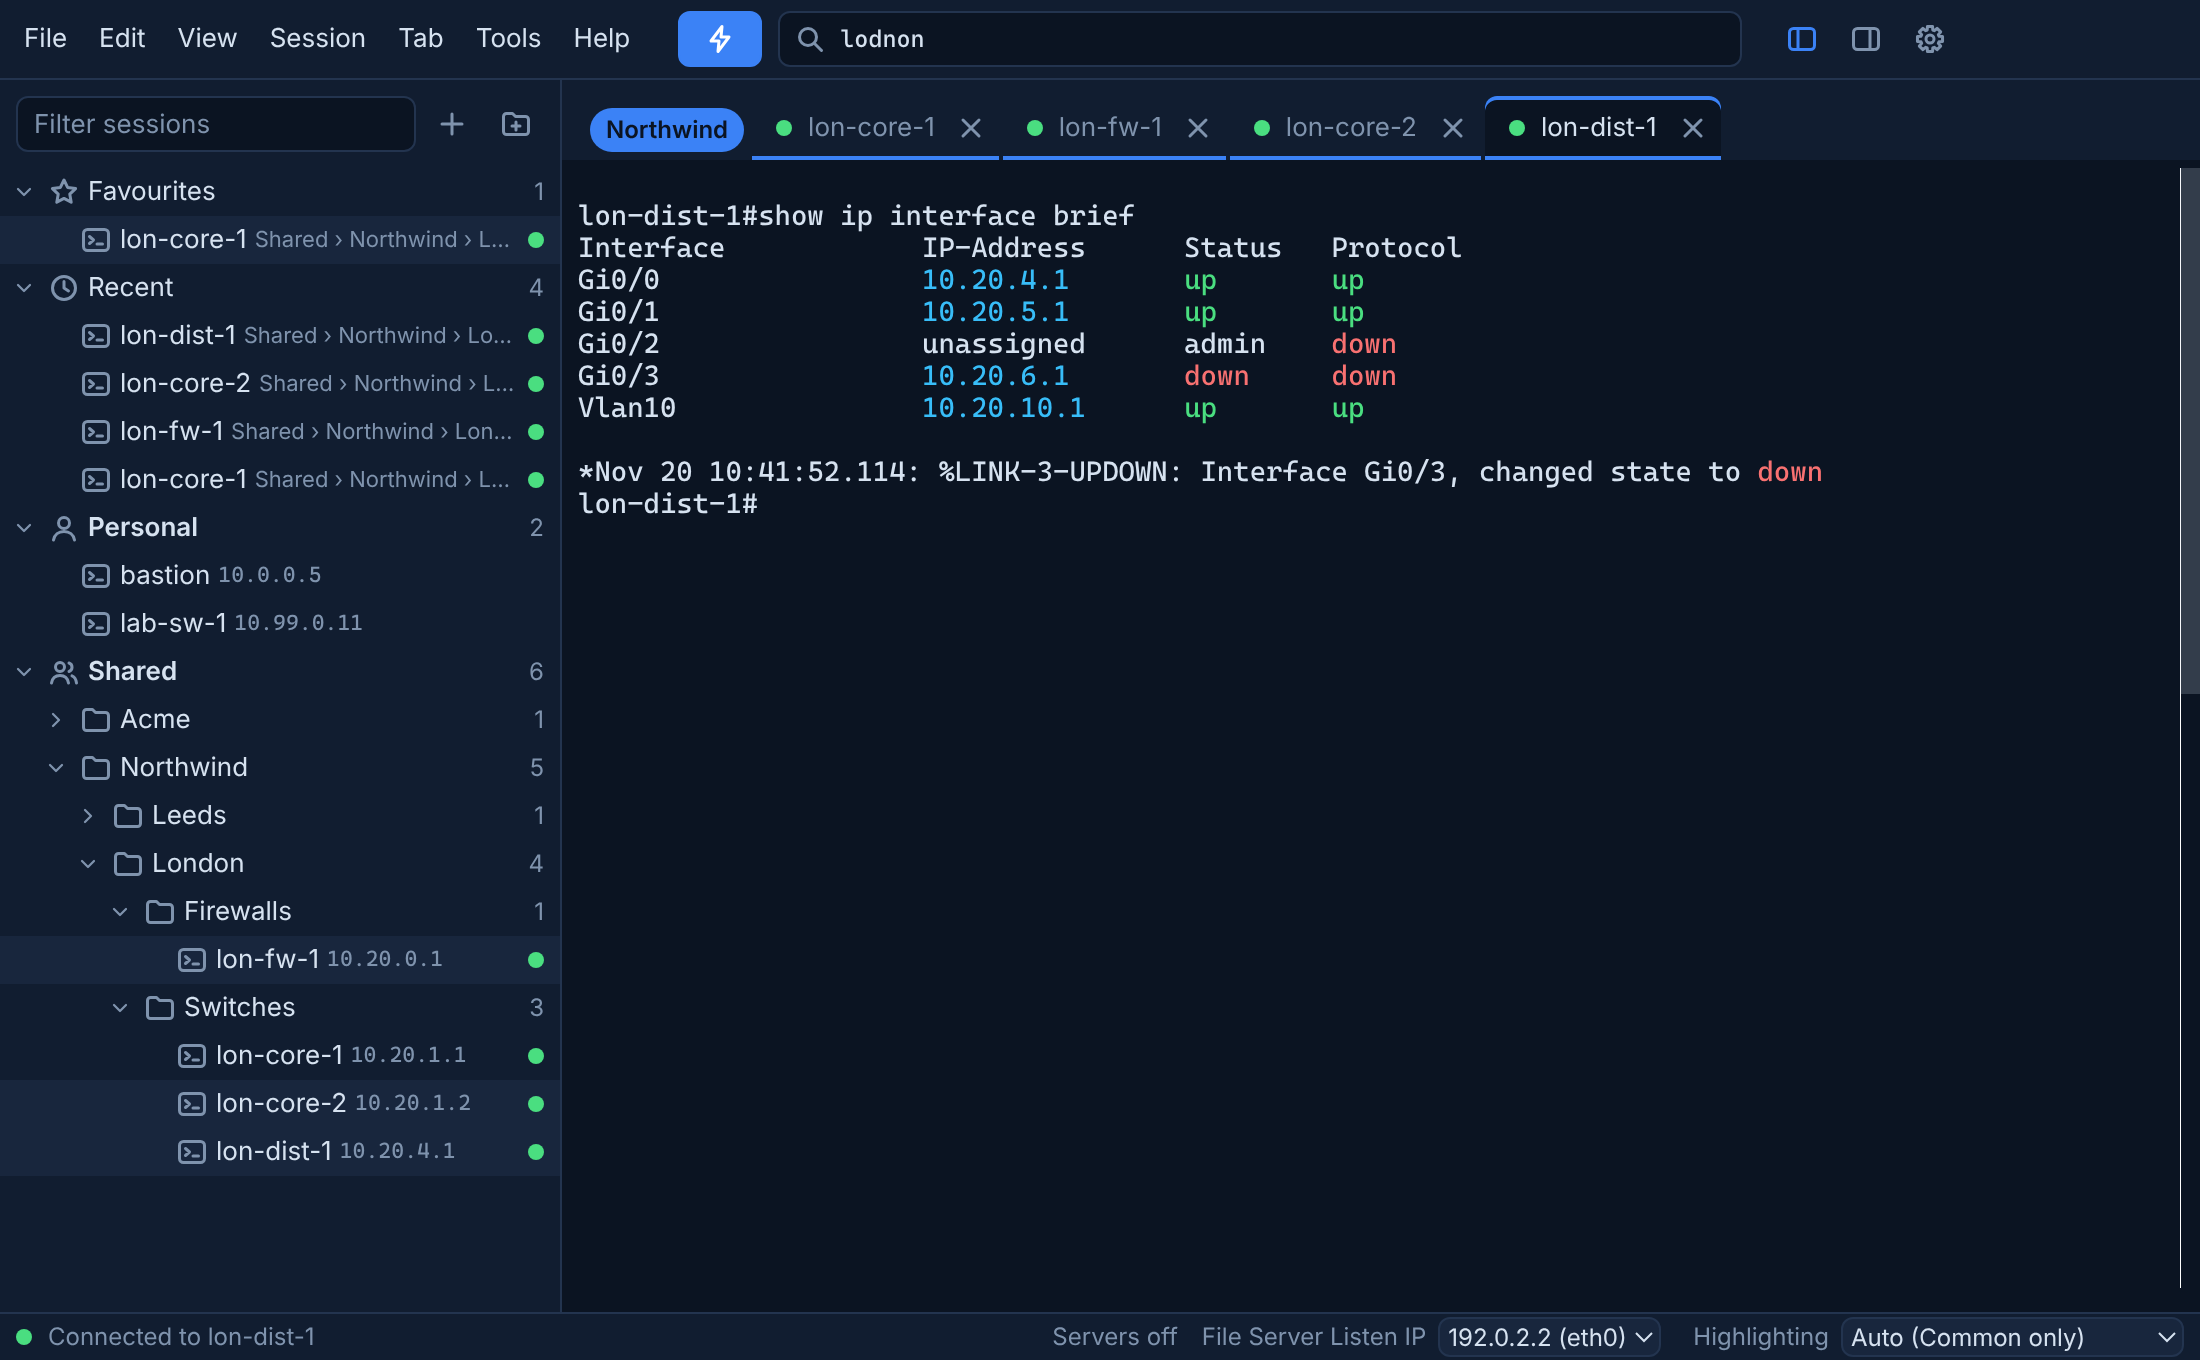 File Edit View Session Tab Tools Help lodnon
Filter sessions
Northwind lon-core-1 lon-fw-1 lon-core-2 lon-dist-1
Favourites 1
lon-core-1 Shared › Northwind › L...
Recent 4
lon-dist-1 Shared › Northwind › Lo...
lon-core-2 Shared › Northwind › L...
lon-fw-1 Shared › Northwind › Lon...
lon-core-1 Shared › Northwind › L...
Personal 2
bastion 10.0.0.5
lab-sw-1 10.99.0.11
Shared 6
Acme 1
Northwind 5
Leeds 1
London 4
Firewalls 1
lon-fw-1 10.20.0.1
Switches 3
lon-core-1 10.20.1.1
lon-core-2 10.20.1.2
lon-dist-1 10.20.4.1
lon-dist-1#show ip interface brief
Interface IP-Address Status Protocol
Gi0/0 10.20.4.1 up up
Gi0/1 10.20.5.1 up up
Gi0/2 unassigned admin down
Gi0/3 10.20.6.1 down down
Vlan10 10.20.10.1 up up
*Nov 20 10:41:52.114: %LINK-3-UPDOWN: Interface Gi0/3, changed state to down
lon-dist-1#
Connected to lon-dist-1 Servers off File Server Listen IP 192.0.2.2 (eth0) Highlighting Auto (Common only)